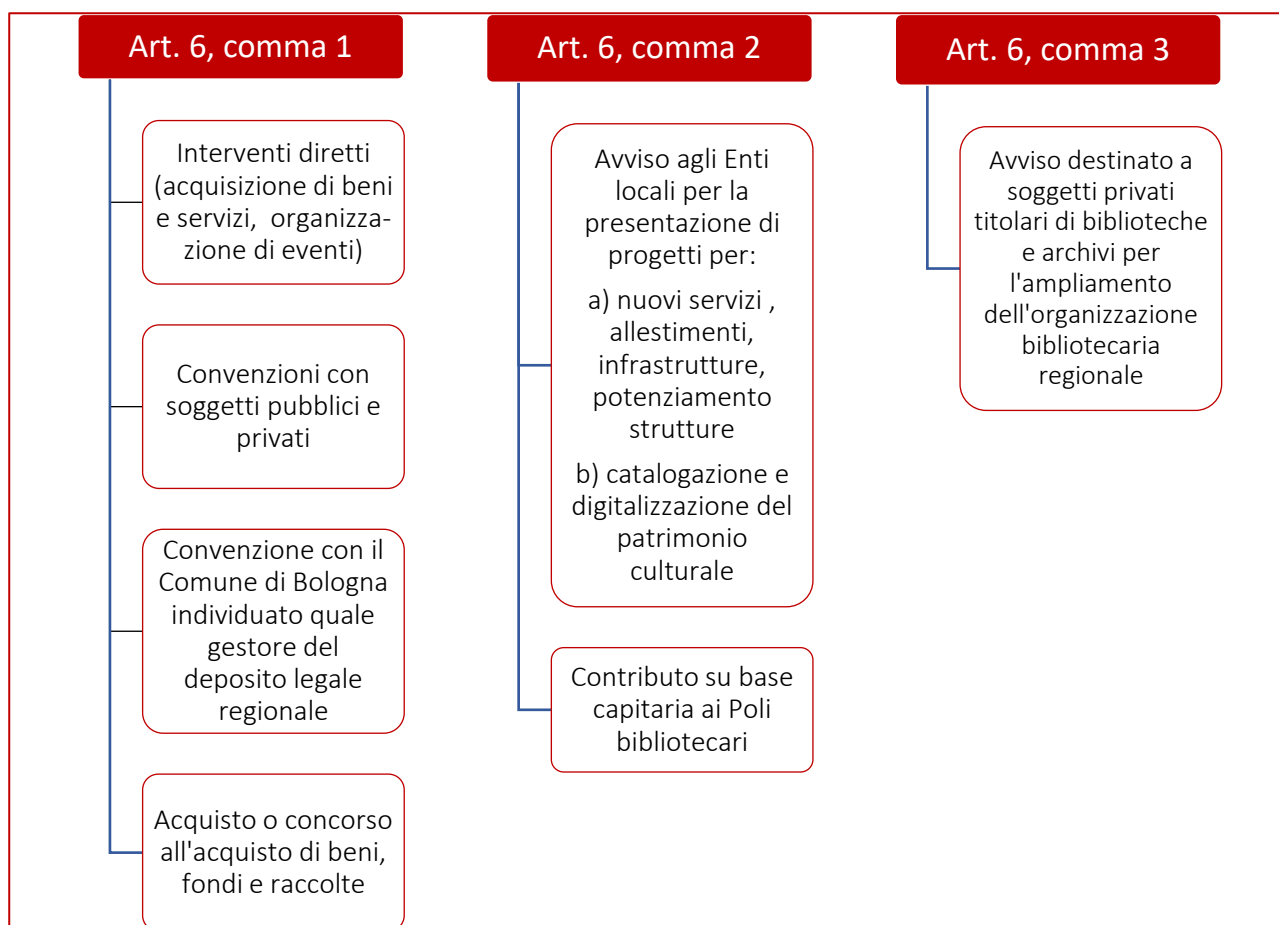 Art. 6, comma 1
Interventi diretti
(acquisizione di beni
e servizi, organizza-
zione di eventi)
Convenzioni con
soggetti pubblici e
privati
Convenzione con il
Comune di Bologna
individuato quale
gestore del
deposito legale
regionale
Acquisto o concorso
all'acquisto di beni,
fondi e raccolte
Art. 6, comma 2
Avviso agli Enti
locali per la
presentazione di
progetti per:
a) nuovi servizi ,
allestimenti,
infrastrutture,
potenziamento
strutture
b) catalogazione e
digitalizzazione del
patrimonio
culturale
Contributo su base
capitaria ai Poli
bibliotecari
Art. 6, comma 3
Avviso destinato a
soggetti privati
titolari di biblioteche
e archivi per
l'ampliamento
dell'organizzazione
bibliotecaria
regionale